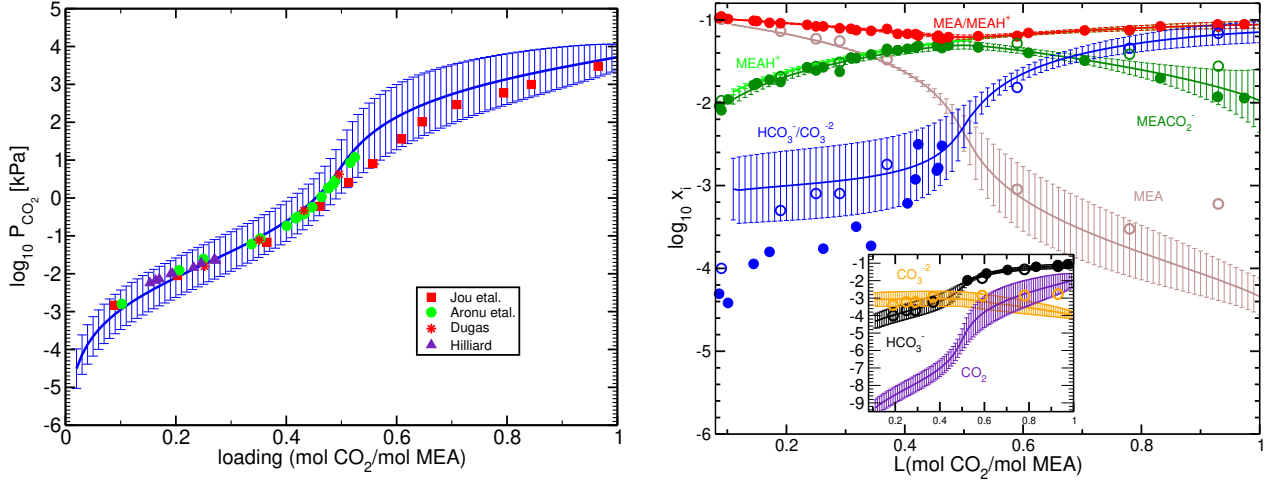 log10 PCO2 [kPa]
5
4
3
2
1
0
-1
-2
-3
-4
-5
-6
Jou etal.
Aronu etal.
Dugas
Hilliard
0 0.2 0.4 0.6 0.8 1
loading (mol CO2/mol MEA)
log10 xi
-1
-2
-3
-4
-5
-6
MEA/MEAH+
MEAH+
HCO3-/CO3-2
MEACO2-
MEA
-1
-2
-3
-4
-5
-6
-7
-8
-9
CO3-2
HCO3-
CO2
0.2 0.4 0.6 0.8 1
0.2 0.4 0.6 0.8 1
L(mol CO2/mol MEA)